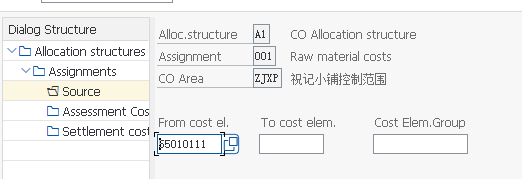 Dialog Structure
Allocation structures
Assignments
Source
Assessment Cos
Settlement cost
Alloc.structure A1 CO Allocation structure
Assignment 001 Raw material costs
CO Area ZJXP 祝记小铺控制范围
From cost el. To cost elem. Cost Elem.Group
65010111